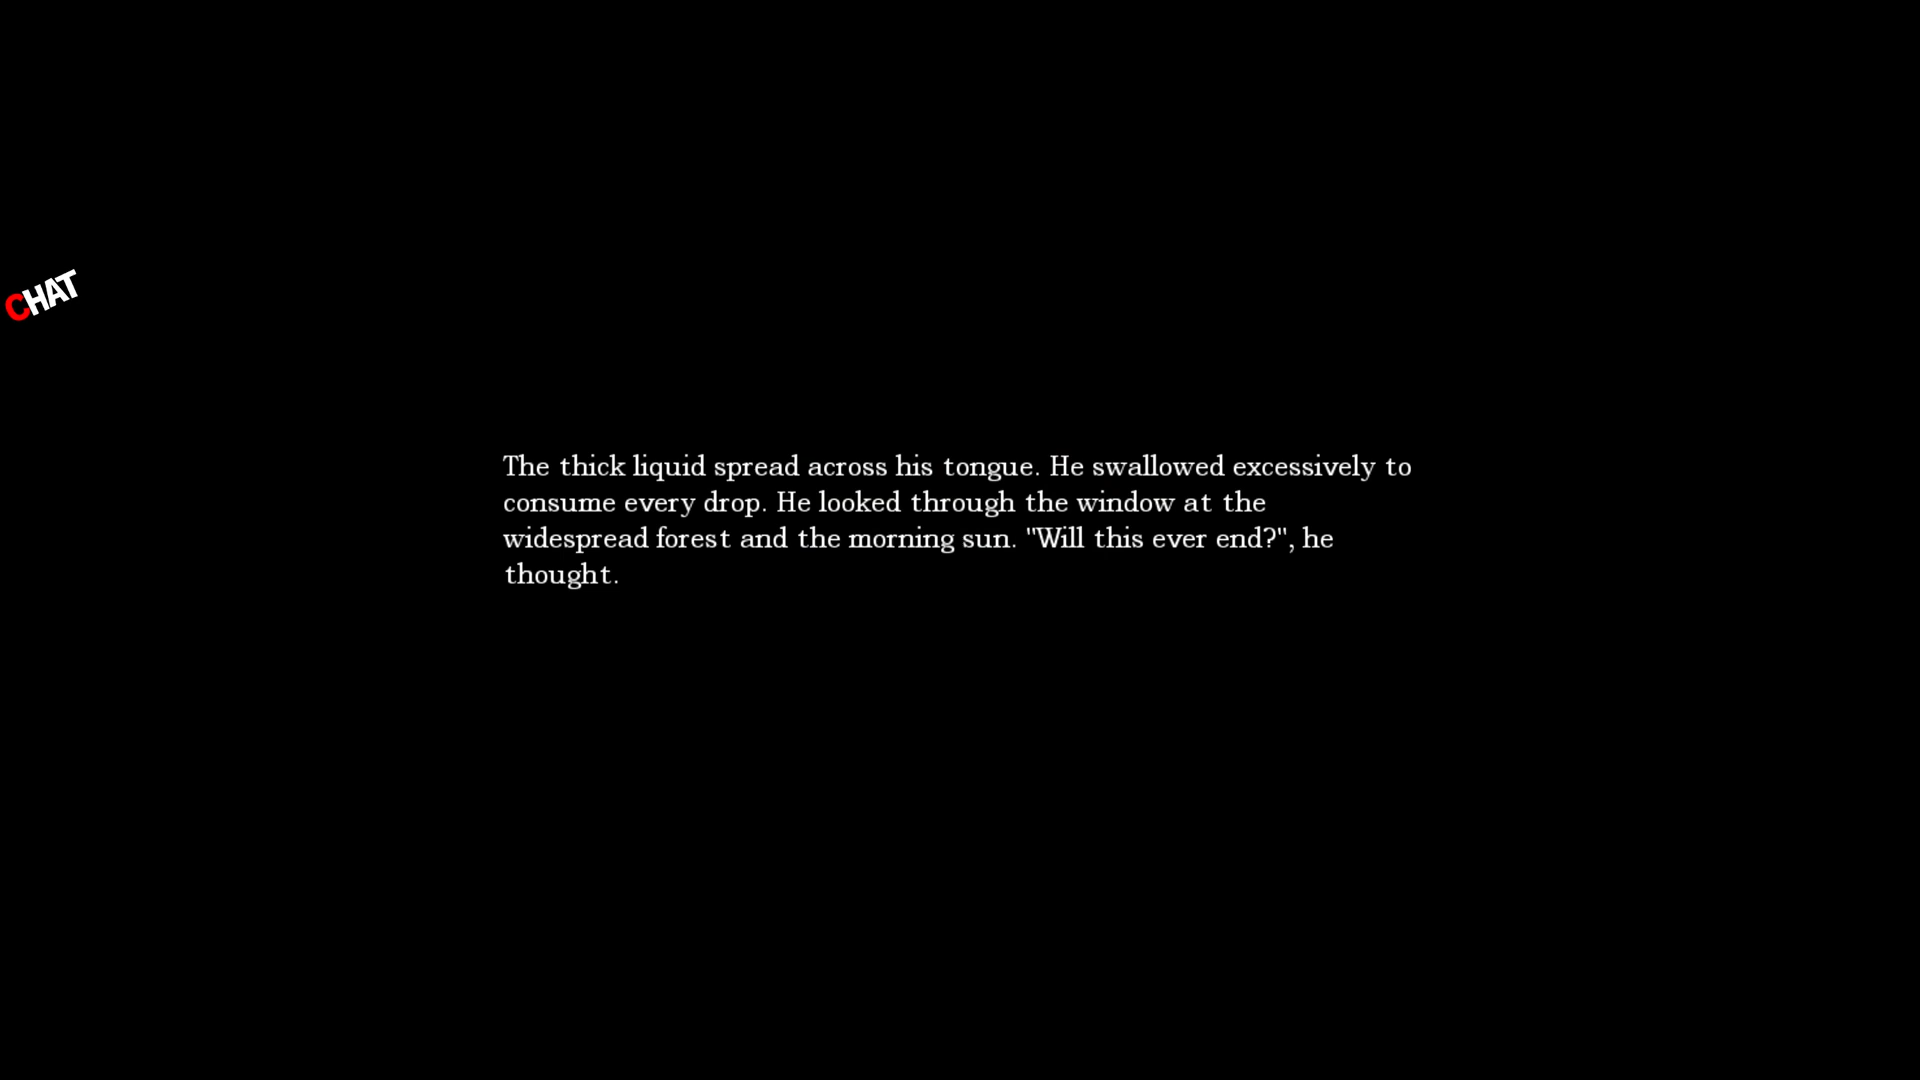 CHAT
The thick liquid spread across his tongue. He swallowed excessively to
consume every drop. He looked through the window at the
widespread forest and the morning sun. "Will this ever end?", he
thought.